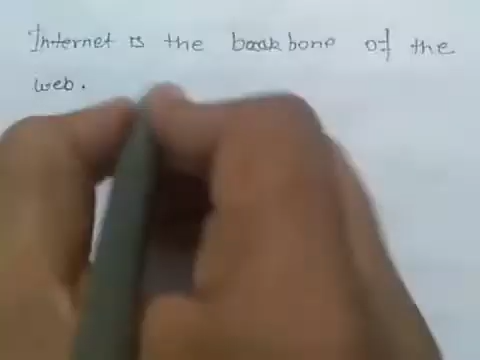 Internet is the backbone of the
web.